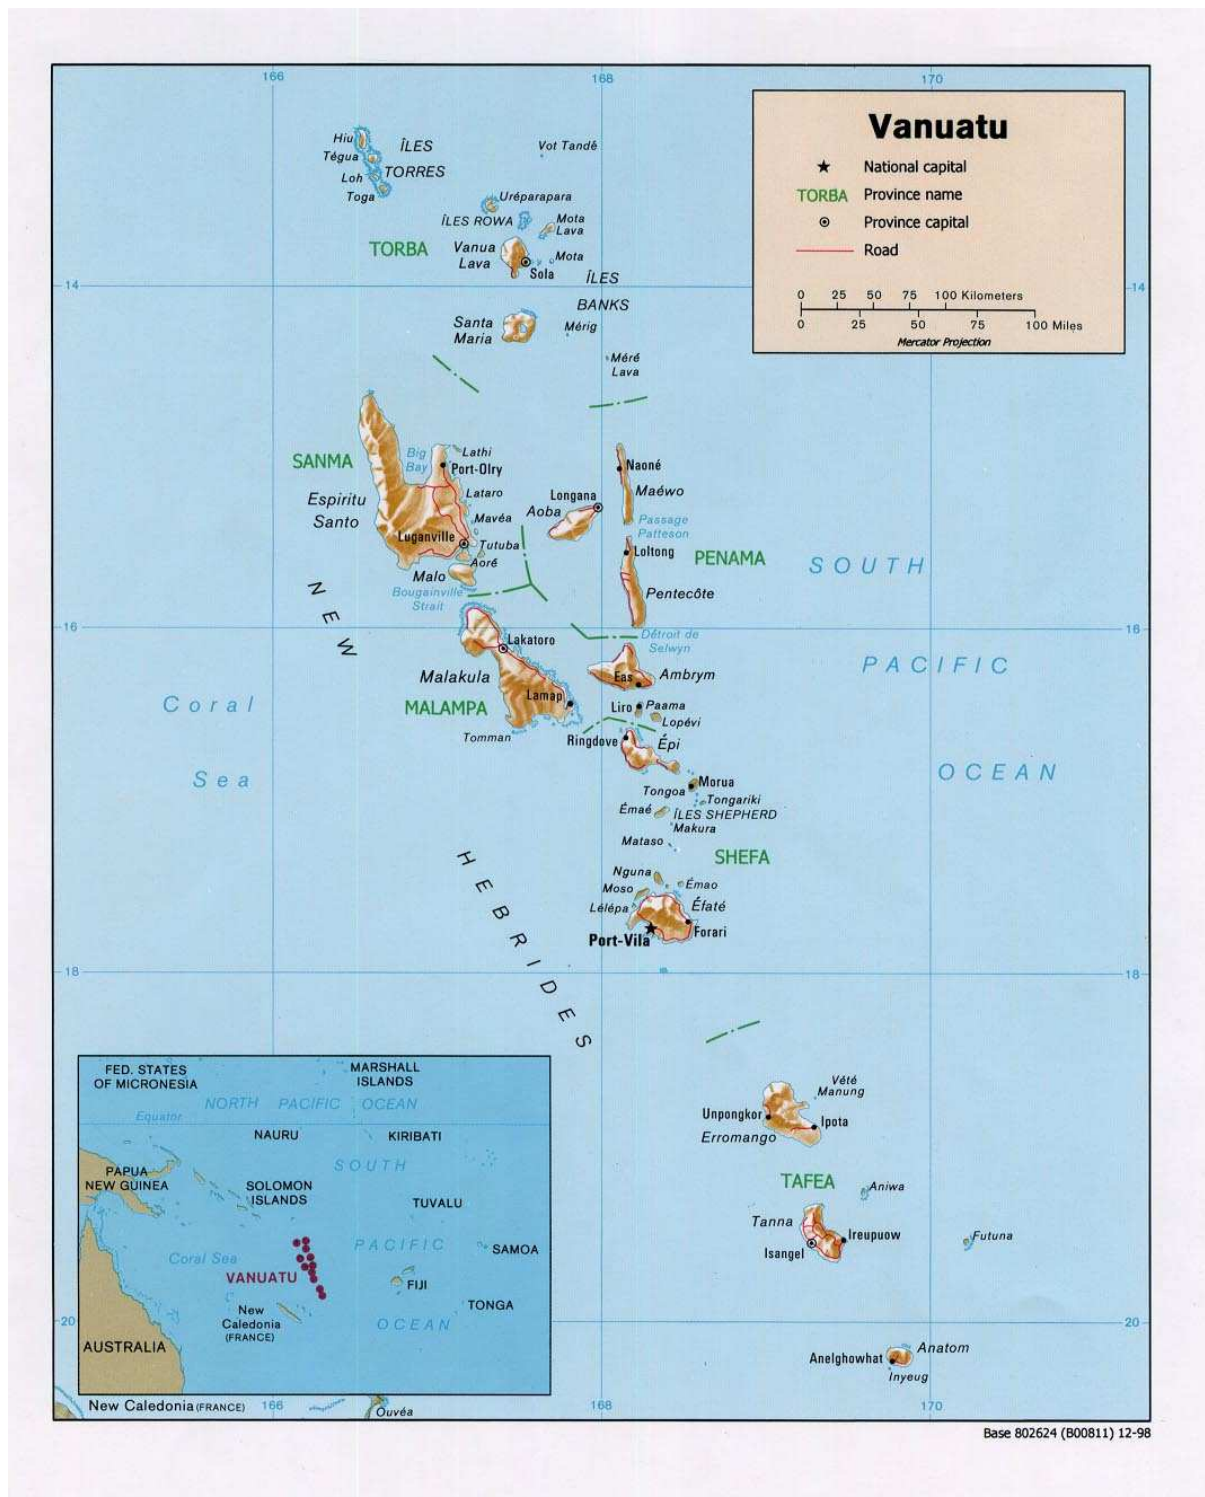 166
168
170
Vanuatu
National capital
TORBA Province name
Province capital
Road
0 25 50 75 100 Kilometers
0 25 50 75 100 Miles
Mercator Projection
Hiu
Tégua
Loh
Toga
ÎLES
TORRES
Vot Tandé
Uréparapara
ÎLES ROWA
Mota
Lava
TORBA
Vanua
Lava
Mota
Sola
ÎLES
BANKS
14
14
Santa
Maria
Mérig
Méré
Lava
SANMA
Big
Bay
Lathi
Port-Olry
Espiritu
Santo
Lataro
Mavéa
Luganville
Tutuba
Aoré
Malo
Bougainville
Strait
Longana
Aoba
Naoné
Maéwo
Passage
Patteson
Loltong
PENAMA
Pentecôte
SOUTH
PACIFIC
OCEAN
16
16
Détroit de
Selwyn
NEW
HEBRIDES
Coral
Sea
Lakatoro
Malakula
MALAMPA
Lamap
Tomman
Eas
Ambrym
Liro
Paama
Lopévi
Ringdove
Épi
Morua
Tongoa
Tongariki
Émaé
ÎLES SHEPHERD
Makura
Mataso
SHEFA
Nguna
Moso
Émao
Lélépa
Éfaté
Port-Vila
Forari
18
18
Vété
Manung
Unpongkor
Ipota
Erromango
TAFEA
Aniwa
Tanna
Isangel
Ireupuow
Futuna
20
20
Anelghowhat
Anatom
Inyeug
FED. STATES
OF MICRONESIA
MARSHALL
ISLANDS
NORTH PACIFIC OCEAN
Equator
NAURU
KIRIBATI
PAPUA
NEW GUINEA
SOUTH
SOLOMON
ISLANDS
TUVALU
Coral Sea
PACIFIC
SAMOA
VANUATU
FIJI
New
Caledonia
(FRANCE)
TONGA
OCEAN
AUSTRALIA
New Caledonia (FRANCE)
166
Ouvéa
168
170
Base 802624 (B00811) 12-98